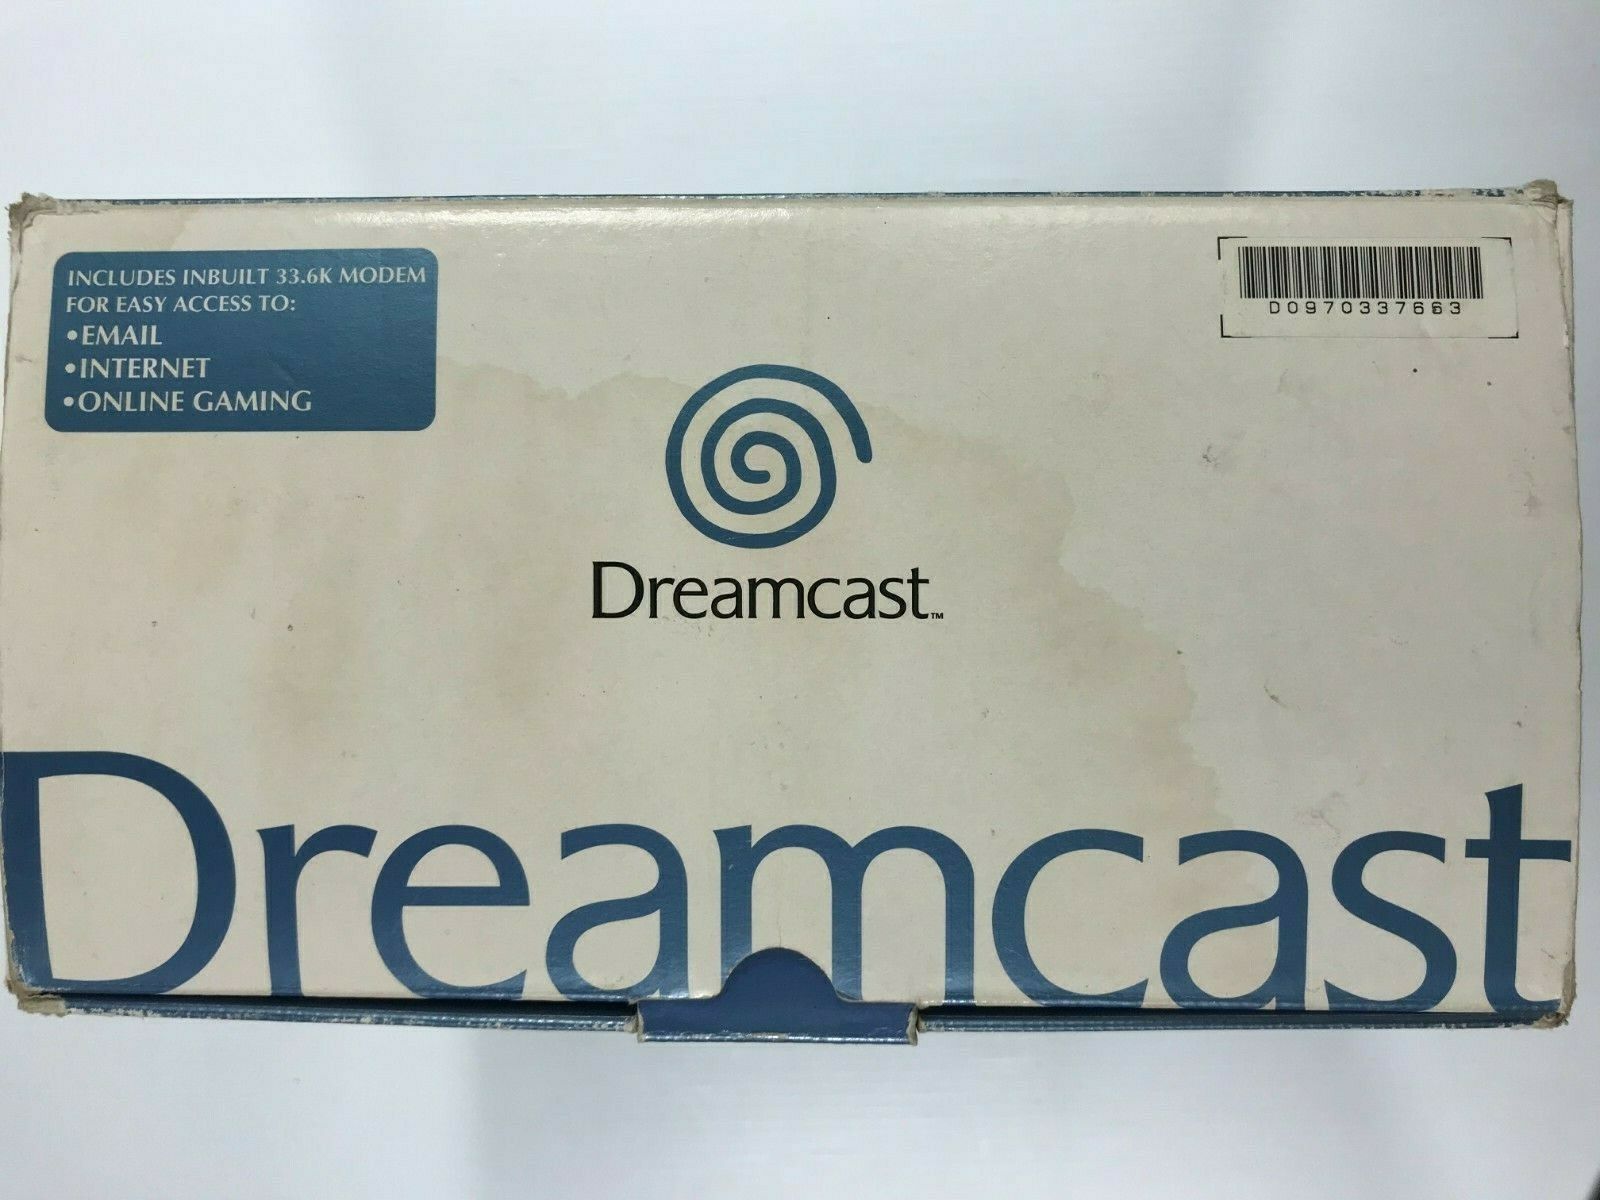 INCLUDES INBUILT 33.6K MODEM
FOR EASY ACCESS TO:
•EMAIL
•INTERNET
•ONLINE GAMING
D0970337663
Dreamcast™
Dreamcast